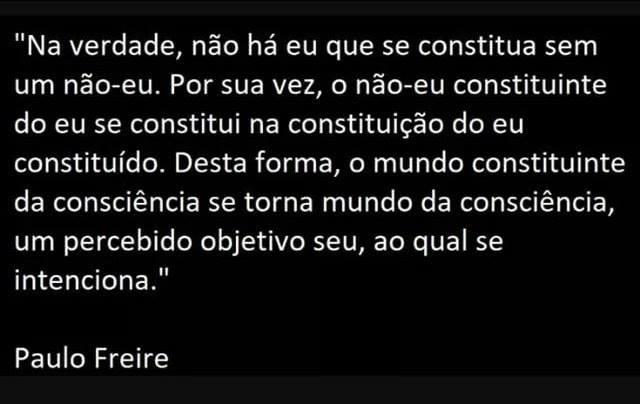 "Na verdade, não há eu que se constitua sem
um não-eu. Por sua vez, o não-eu constituinte
do eu se constitui na constituição do eu
constituído. Desta forma, o mundo constituinte
da consciência se torna mundo da consciência,
um percebido objetivo seu, ao qual se
intenciona."
Paulo Freire